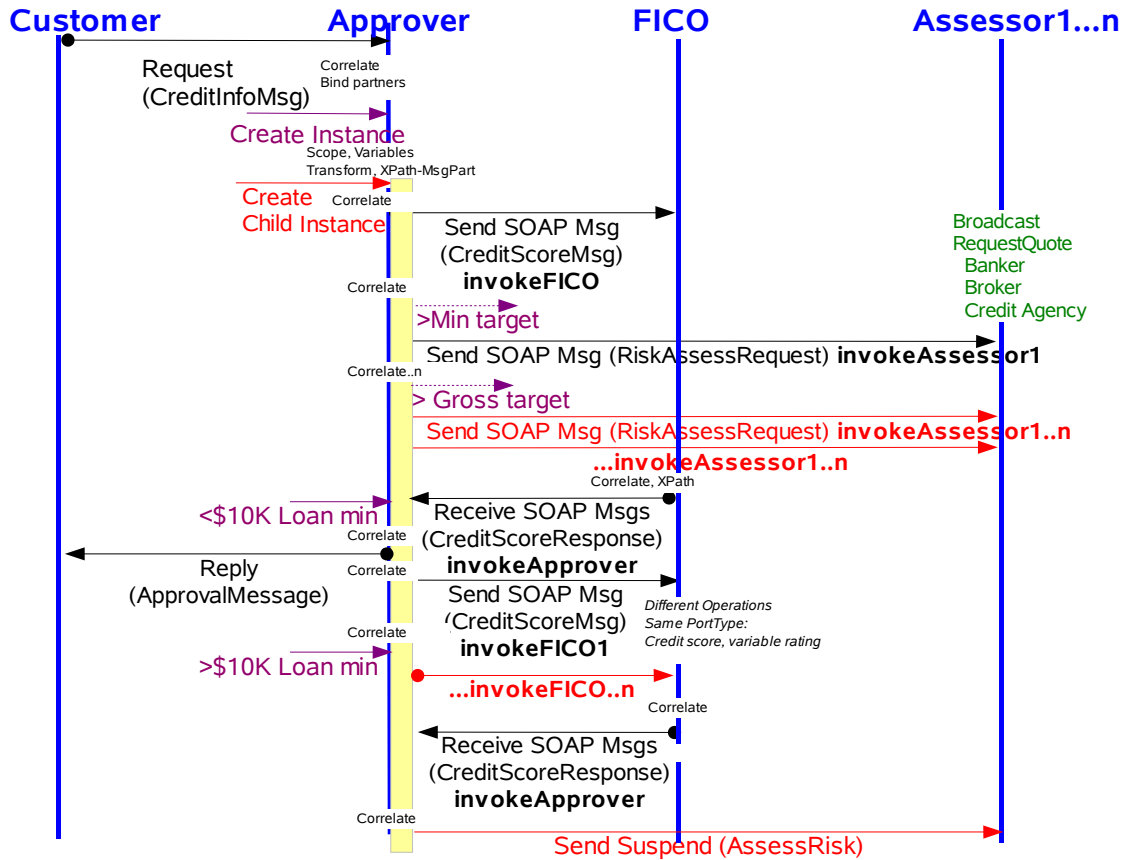 Customer
Approver
FICO
Assessor1...n
Correlate
Bind partners
Request
(CreditInfoMsg)
Create Instance
Scope, Variables
Transform, XPath-MsgPart
Create
Child Instance
Correlate
Send SOAP Msg
(CreditScoreMsg)
invokeFICO
Broadcast
RequestQuote
Banker
Broker
Credit Agency
Correlate
>Min target
Send SOAP Msg (RiskAssessRequest) invokeAssessor1
Correlate..n
> Gross target
Send SOAP Msg (RiskAssessRequest) invokeAssessor1..n
...invokeAssessor1..n
Correlate, XPath
<$10K Loan min
Receive SOAP Msgs
(CreditScoreResponse)
invokeApprover
Correlate
Reply
(ApprovalMessage)
Correlate
Send SOAP Msg
(CreditScoreMsg)
invokeFICO1
Different Operations
Same PortType:
Credit score, variable rating
Correlate
>$10K Loan min
...invokeFICO..n
Correlate
Receive SOAP Msgs
(CreditScoreResponse)
invokeApprover
Correlate
Send Suspend (AssessRisk)